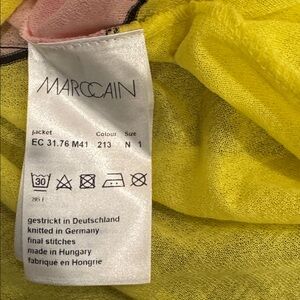 MARCCAIN
jacket Colour Size
EC 31.76 M41 213 N 1
30
gestrickt in Deutschland
knitted in Germany
final stitches
made in Hungary
fabriqué en Hongrie